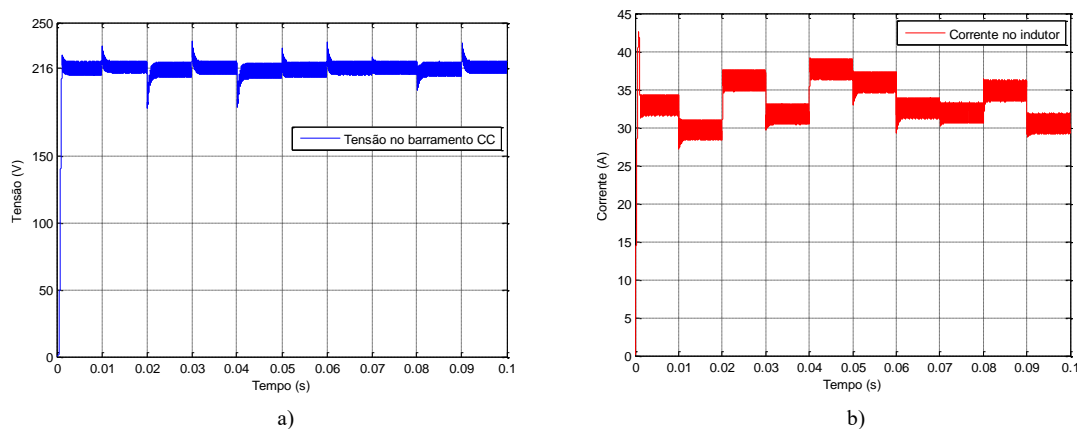 250
216
150
100
50
0
Tensão (V)
Tensão no barramento CC
0 0.01 0.02 0.03 0.04 0.05 0.06 0.07 0.08 0.09 0.1
Tempo (s)
a)
45
40
35
30
25
20
15
10
5
0
Corrente (A)
Corrente no indutor
0 0.01 0.02 0.03 0.04 0.05 0.06 0.07 0.08 0.09 0.1
Tempo (s)
b)